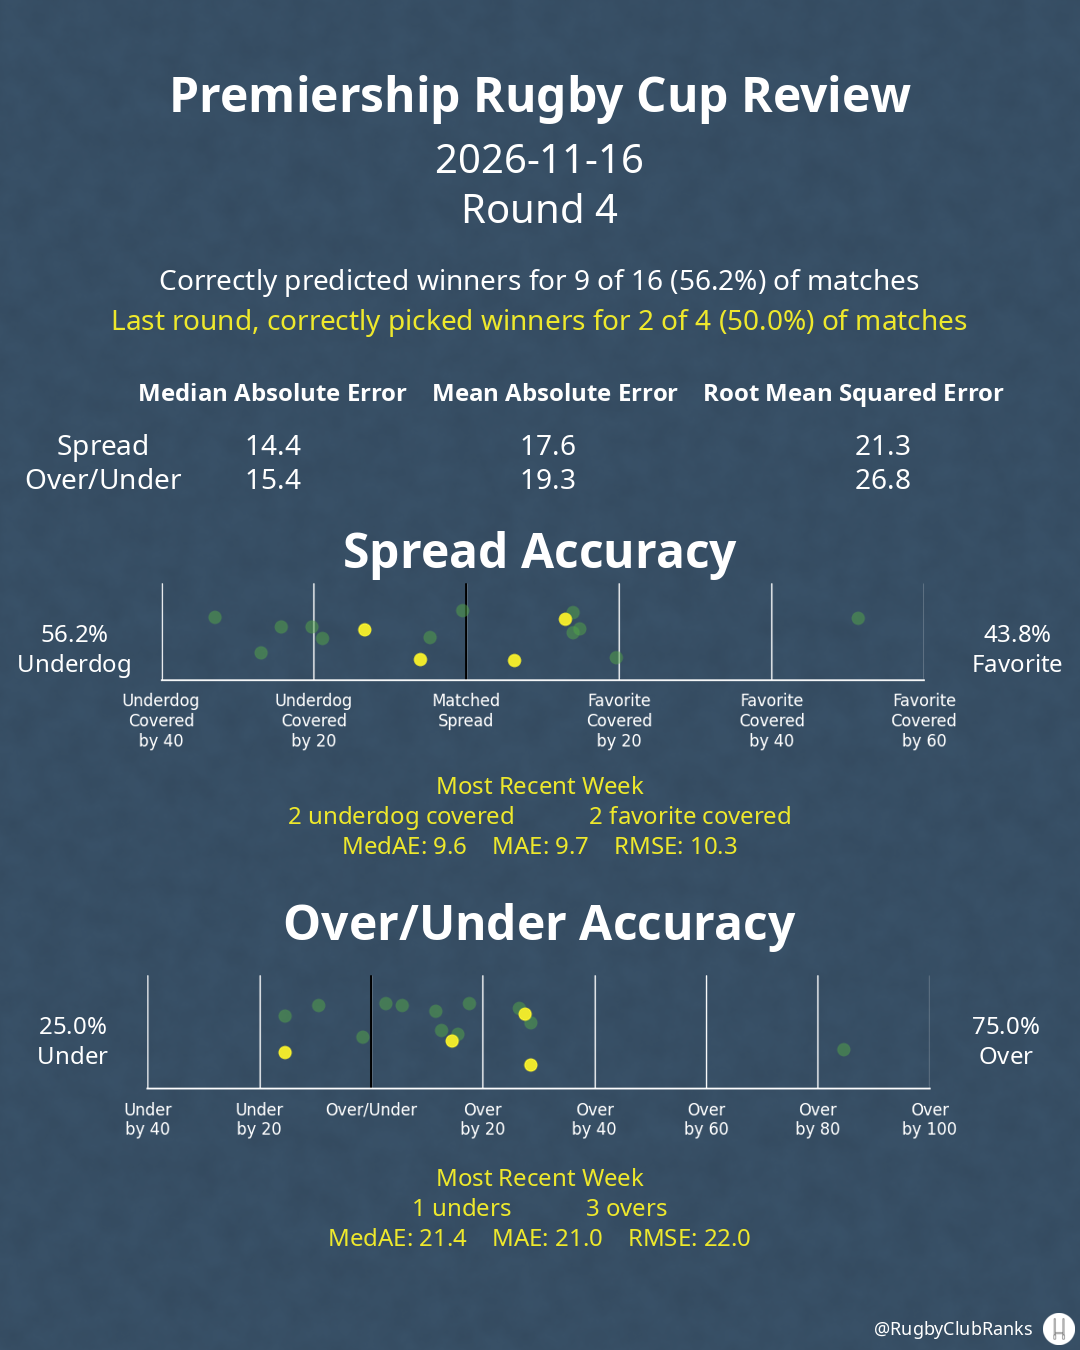 Premiership Rugby Cup Review
2026-11-16
Round 4
Correctly predicted winners for 9 of 16 (56.2%) of matches
Last round, correctly picked winners for 2 of 4 (50.0%) of matches
Median Absolute Error Mean Absolute Error Root Mean Squared Error
Spread 14.4 17.6 21.3
Over/Under 15.4 19.3 26.8
Spread Accuracy
56.2%
Underdog
43.8%
Favorite
Underdog Covered by 40
Underdog Covered by 20
Matched Spread
Favorite Covered by 20
Favorite Covered by 40
Favorite Covered by 60
Most Recent Week
2 underdog covered 2 favorite covered
MedAE: 9.6 MAE: 9.7 RMSE: 10.3
Over/Under Accuracy
25.0%
Under
75.0%
Over
Under by 40
Under by 20
Over/Under
Over by 20
Over by 40
Over by 60
Over by 80
Over by 100
Most Recent Week
1 unders 3 overs
MedAE: 21.4 MAE: 21.0 RMSE: 22.0
@RugbyClubRanks